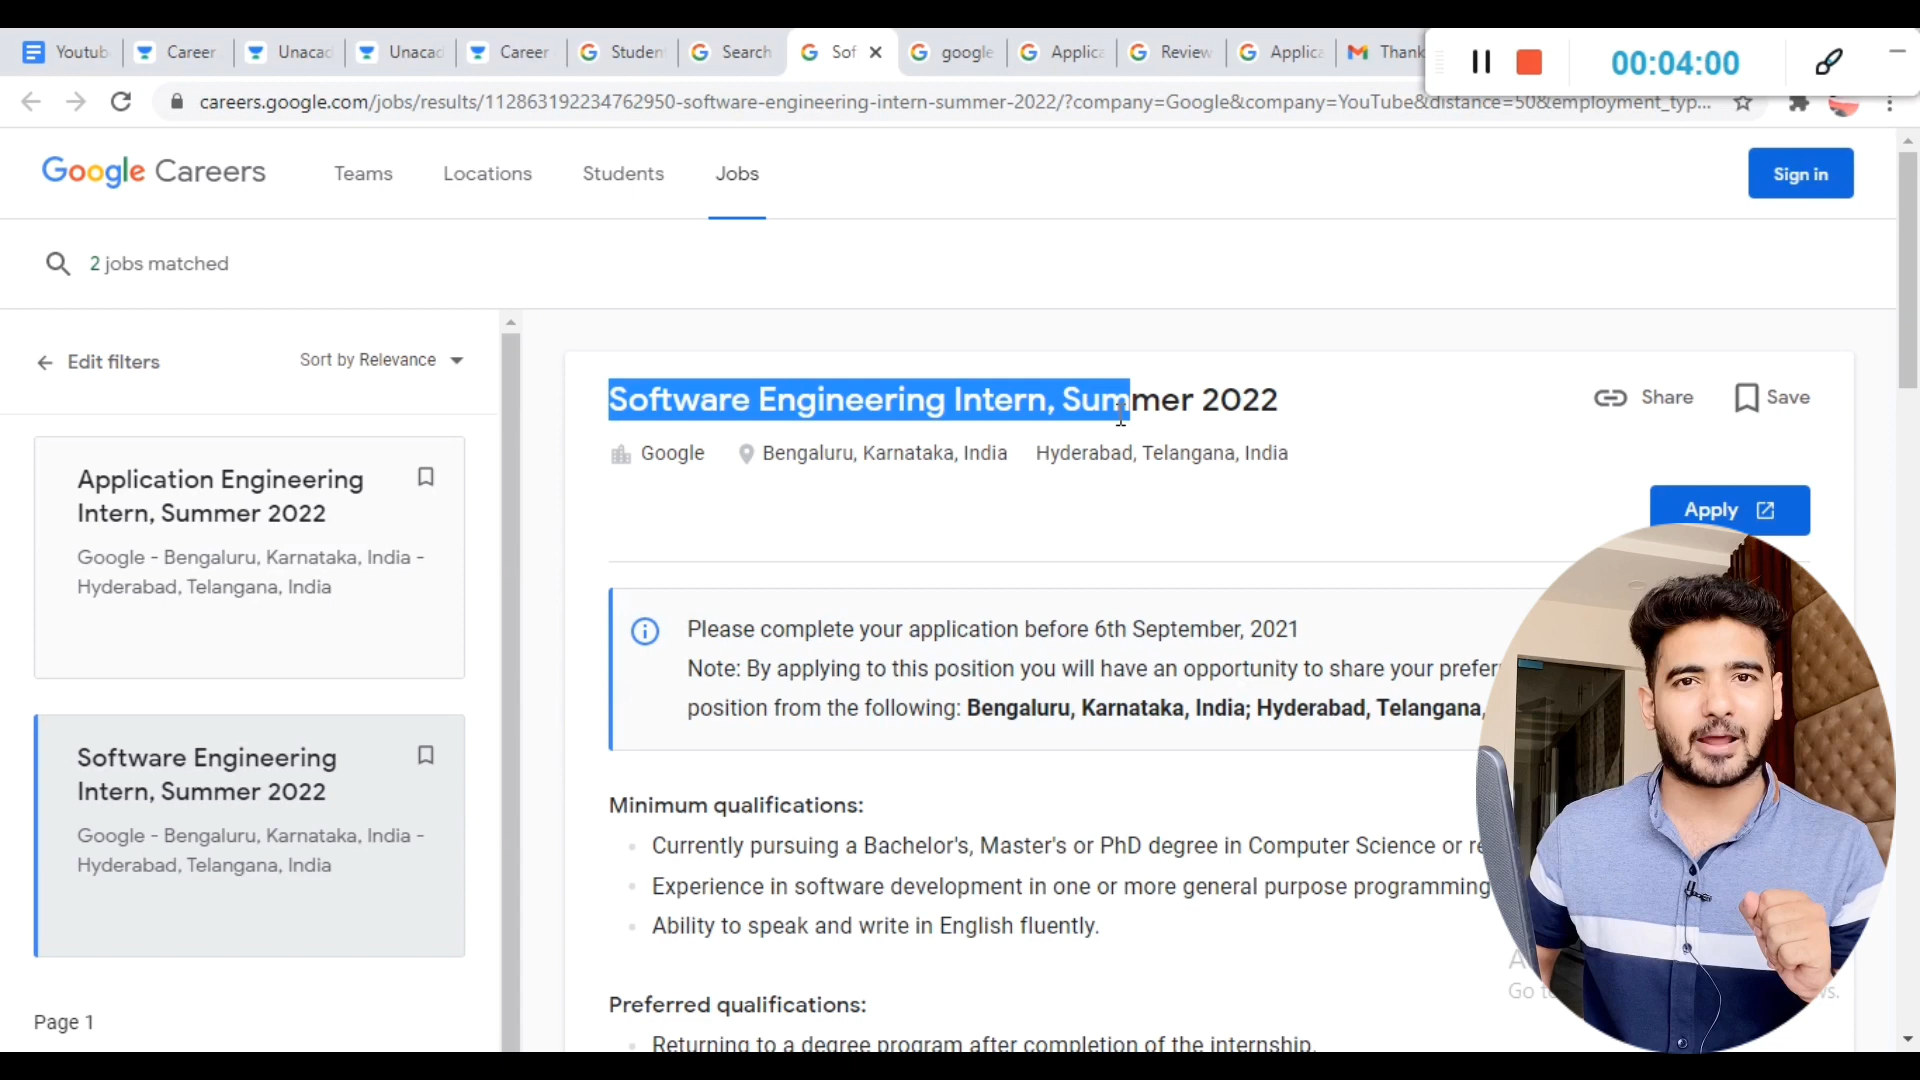 Youtub
Career
Unacad
Unacad
Career
Studen
Search
Sof
google
Applica
Review
Applica
Thank
00:04:00
careers.google.com/jobs/results/112863192234762950-software-engineering-intern-summer-2022/?company=Google&company=YouTube&distance=50&employment_typ...
Google Careers
Teams
Locations
Students
Jobs
Sign in
2 jobs matched
Edit filters
Sort by Relevance
Application Engineering
Intern, Summer 2022
Google - Bengaluru, Karnataka, India -
Hyderabad, Telangana, India
Software Engineering
Intern, Summer 2022
Google - Bengaluru, Karnataka, India -
Hyderabad, Telangana, India
Page 1
Software Engineering Intern, Summer 2022
Share
Save
Google
Bengaluru, Karnataka, India
Hyderabad, Telangana, India
Apply
Please complete your application before 6th September, 2021
Note: By applying to this position you will have an opportunity to share your prefer
position from the following: Bengaluru, Karnataka, India; Hyderabad, Telangana,
Minimum qualifications:
Currently pursuing a Bachelor's, Master's or PhD degree in Computer Science or re
Experience in software development in one or more general purpose programming
Ability to speak and write in English fluently.
Preferred qualifications:
Returning to a degree program after completion of the internship.